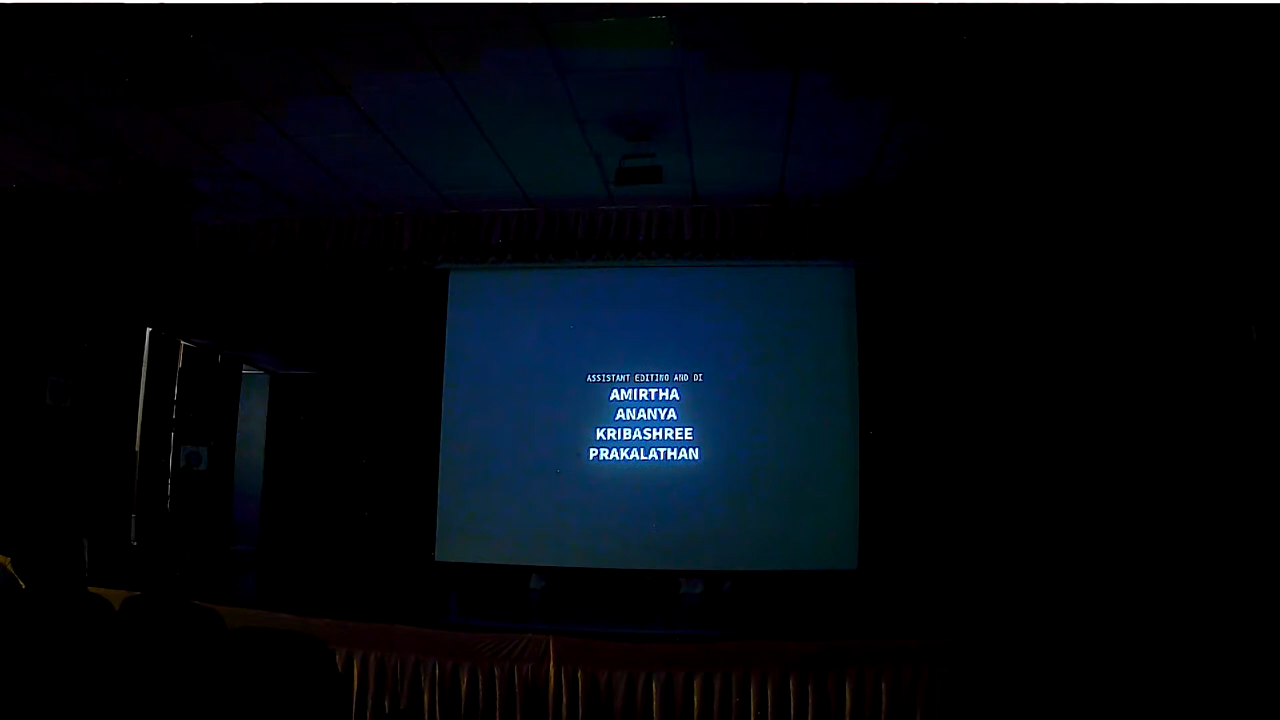 ASSISTANT EDITING AND DI
AMIRTHA
ANANYA
KRIBASHREE
PRAKALATHAN